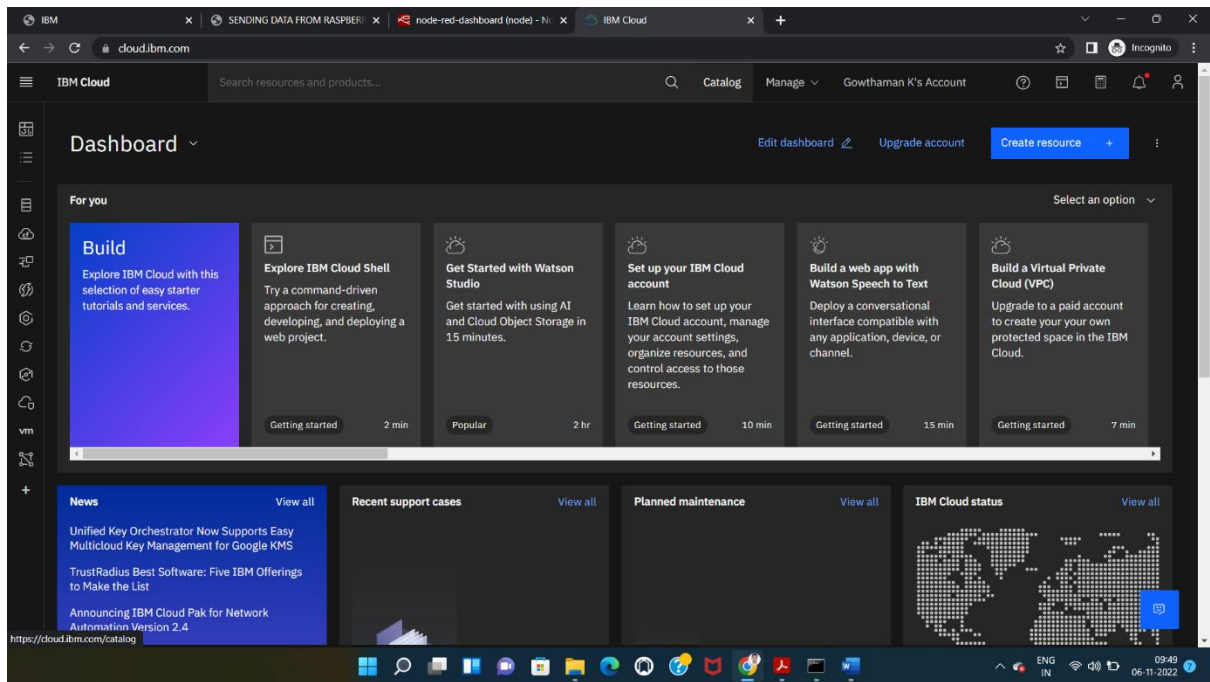 IBM
SENDING DATA FROM RASPBERR
node-red-dashboard (node) - No
IBM Cloud
cloud.ibm.com
Incognito
IBM Cloud
Search resources and products...
Catalog
Manage
Gowthaman K's Account
Dashboard
Edit dashboard
Upgrade account
Create resource +
For you
Select an option
Build
Explore IBM Cloud with this
selection of easy starter
tutorials and services.
Explore IBM Cloud Shell
Try a command-driven
approach for creating,
developing, and deploying a
web project.
Getting started
2 min
Get Started with Watson
Studio
Get started with using AI
and Cloud Object Storage in
15 minutes.
Popular
2 hr
Set up your IBM Cloud
account
Learn how to set up your
IBM Cloud account, manage
your account settings,
organize resources, and
control access to those
resources.
Getting started
10 min
Build a web app with
Watson Speech to Text
Deploy a conversational
interface compatible with
any application, device, or
channel.
Getting started
15 min
Build a Virtual Private
Cloud (VPC)
Upgrade to a paid account
to create your your own
protected space in the IBM
Cloud.
Getting started
7 min
vm
News
View all
Unified Key Orchestrator Now Supports Easy
Multicloud Key Management for Google KMS
TrustRadius Best Software: Five IBM Offerings
to Make the List
Announcing IBM Cloud Pak for Network
Automation Version 2.4
Recent support cases
View all
Planned maintenance
View all
IBM Cloud status
View all
https://cloud.ibm.com/catalog
ENG
IN
09:49
06-11-2022